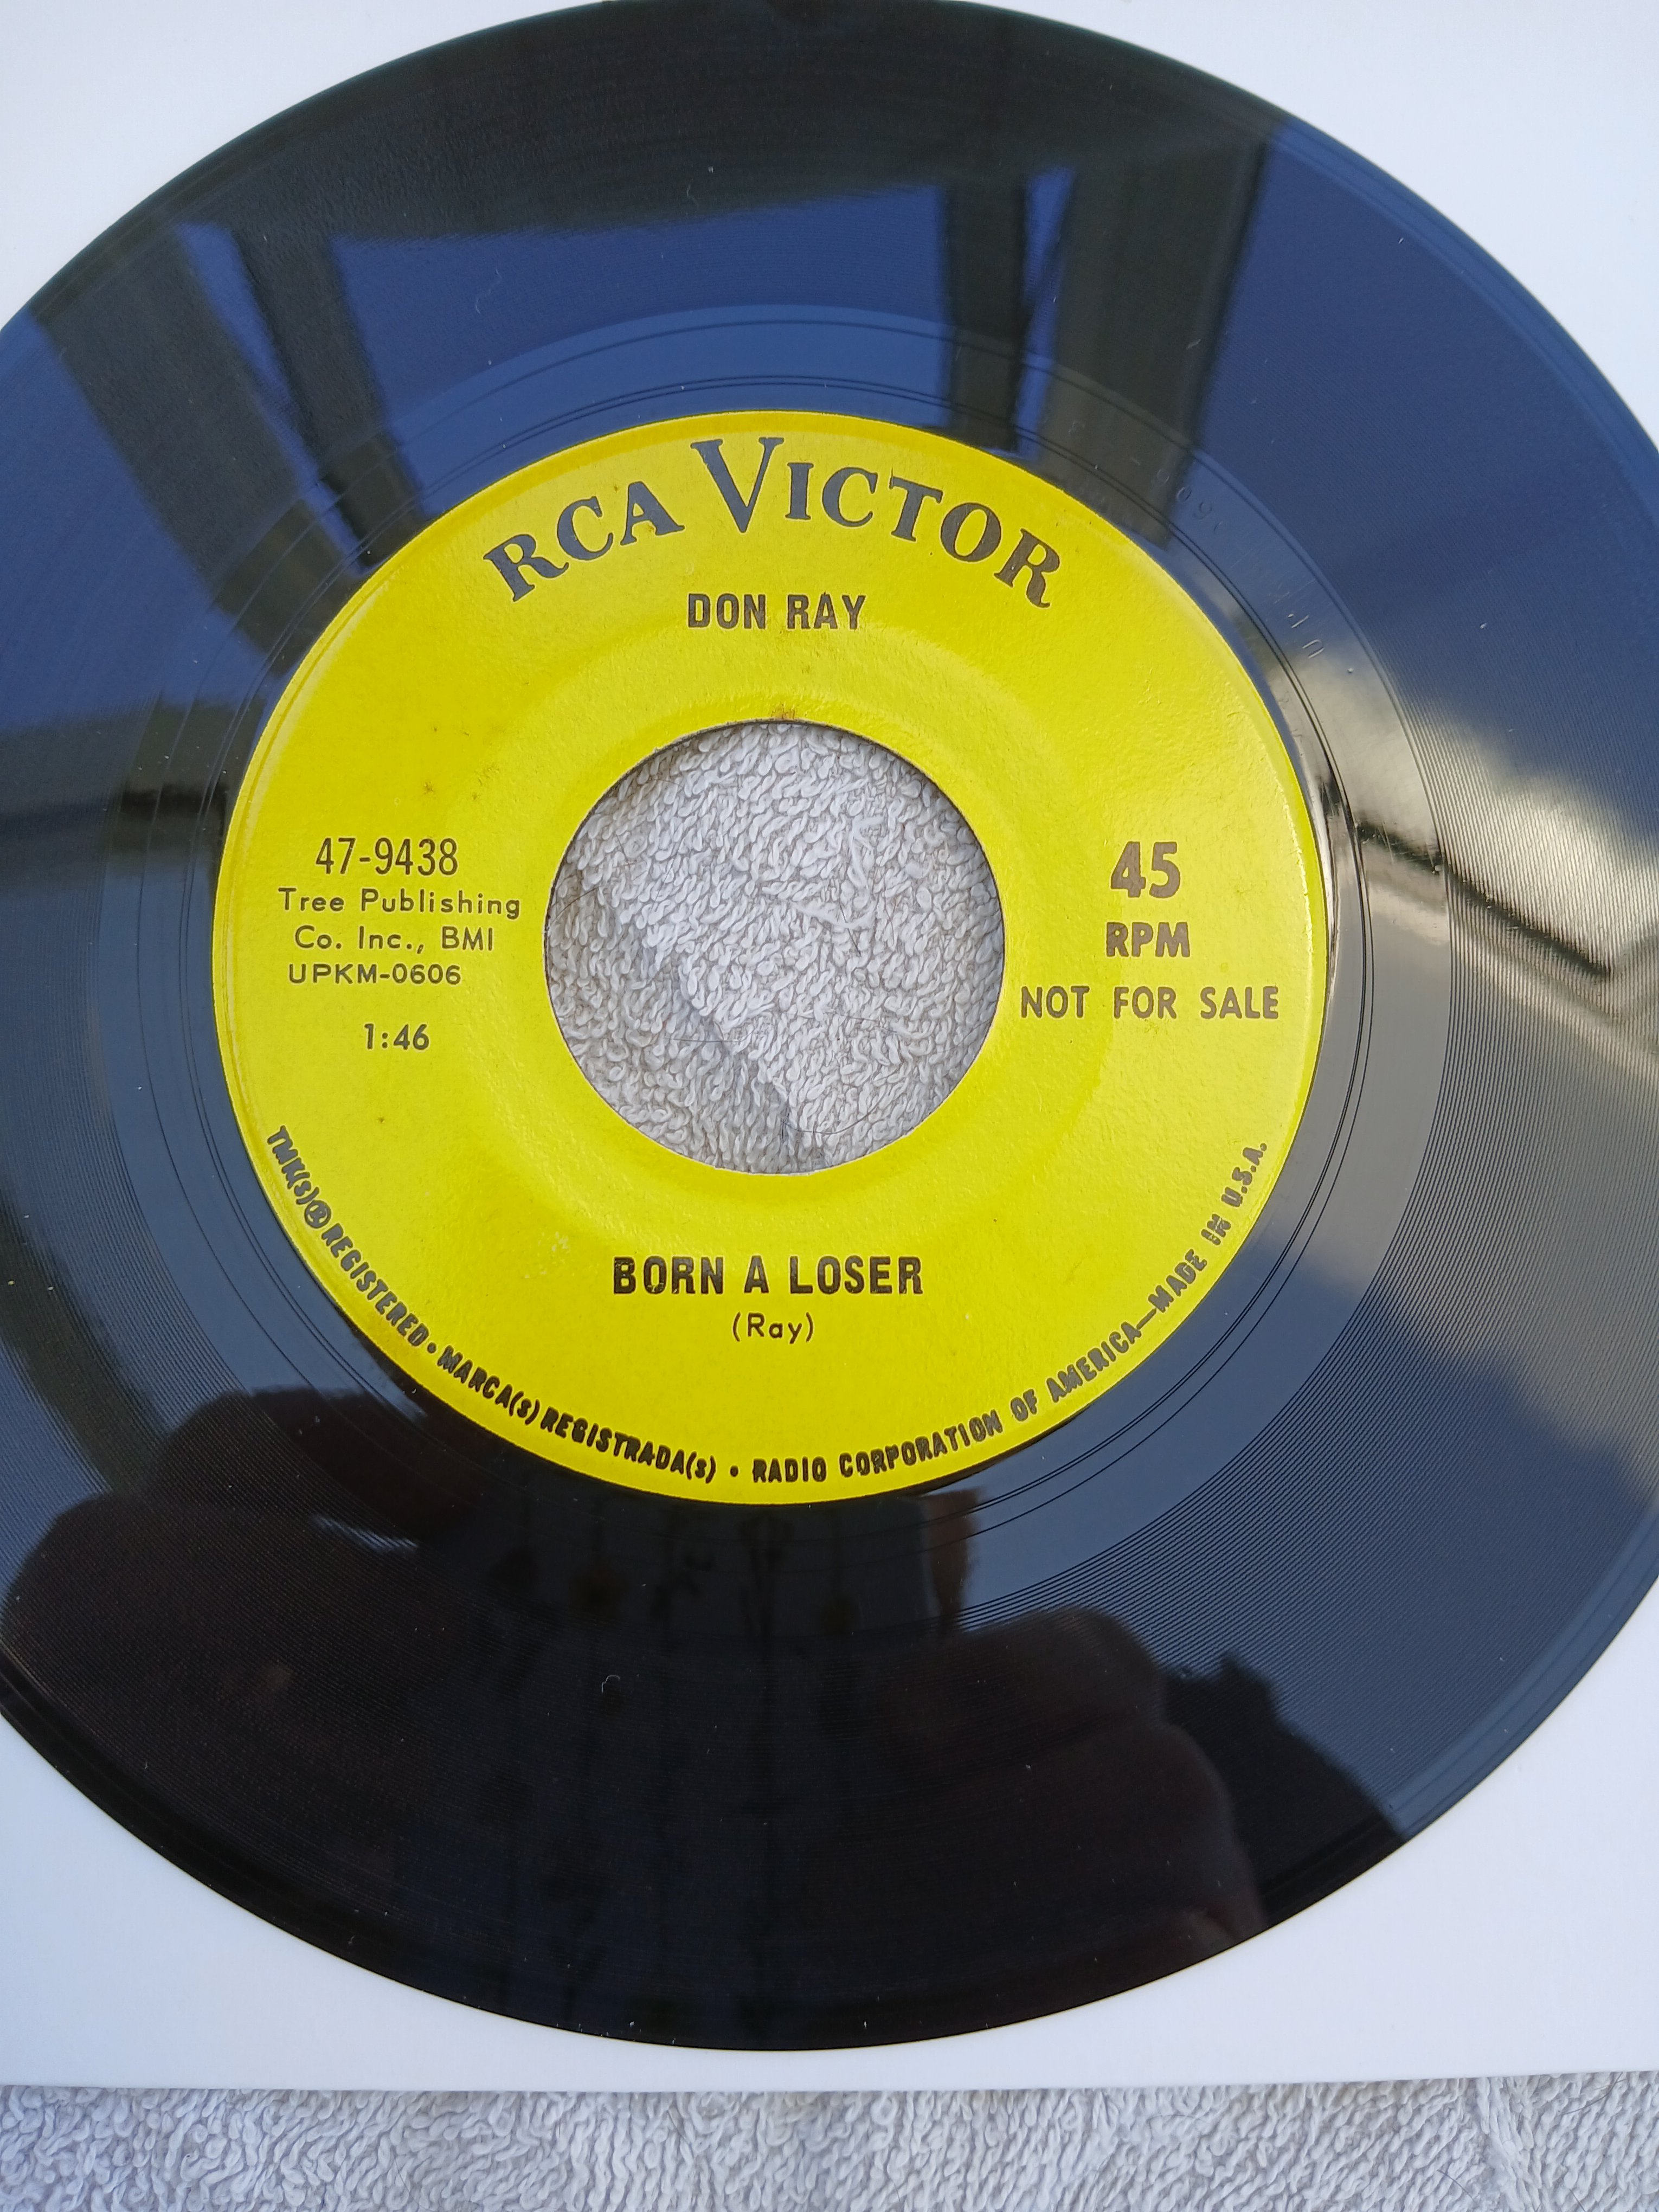 RCA VICTOR
DON RAY
47-9438
Tree Publishing
Co. Inc., BMI
UPKM-0606
1:46
45
RPM
NOT FOR SALE
BORN A LOSER
(Ray)
TMK(s) ® REGISTERED • MARCA(s) REGISTRADA(s) • RADIO CORPORATION OF AMERICA—MADE IN U.S.A.